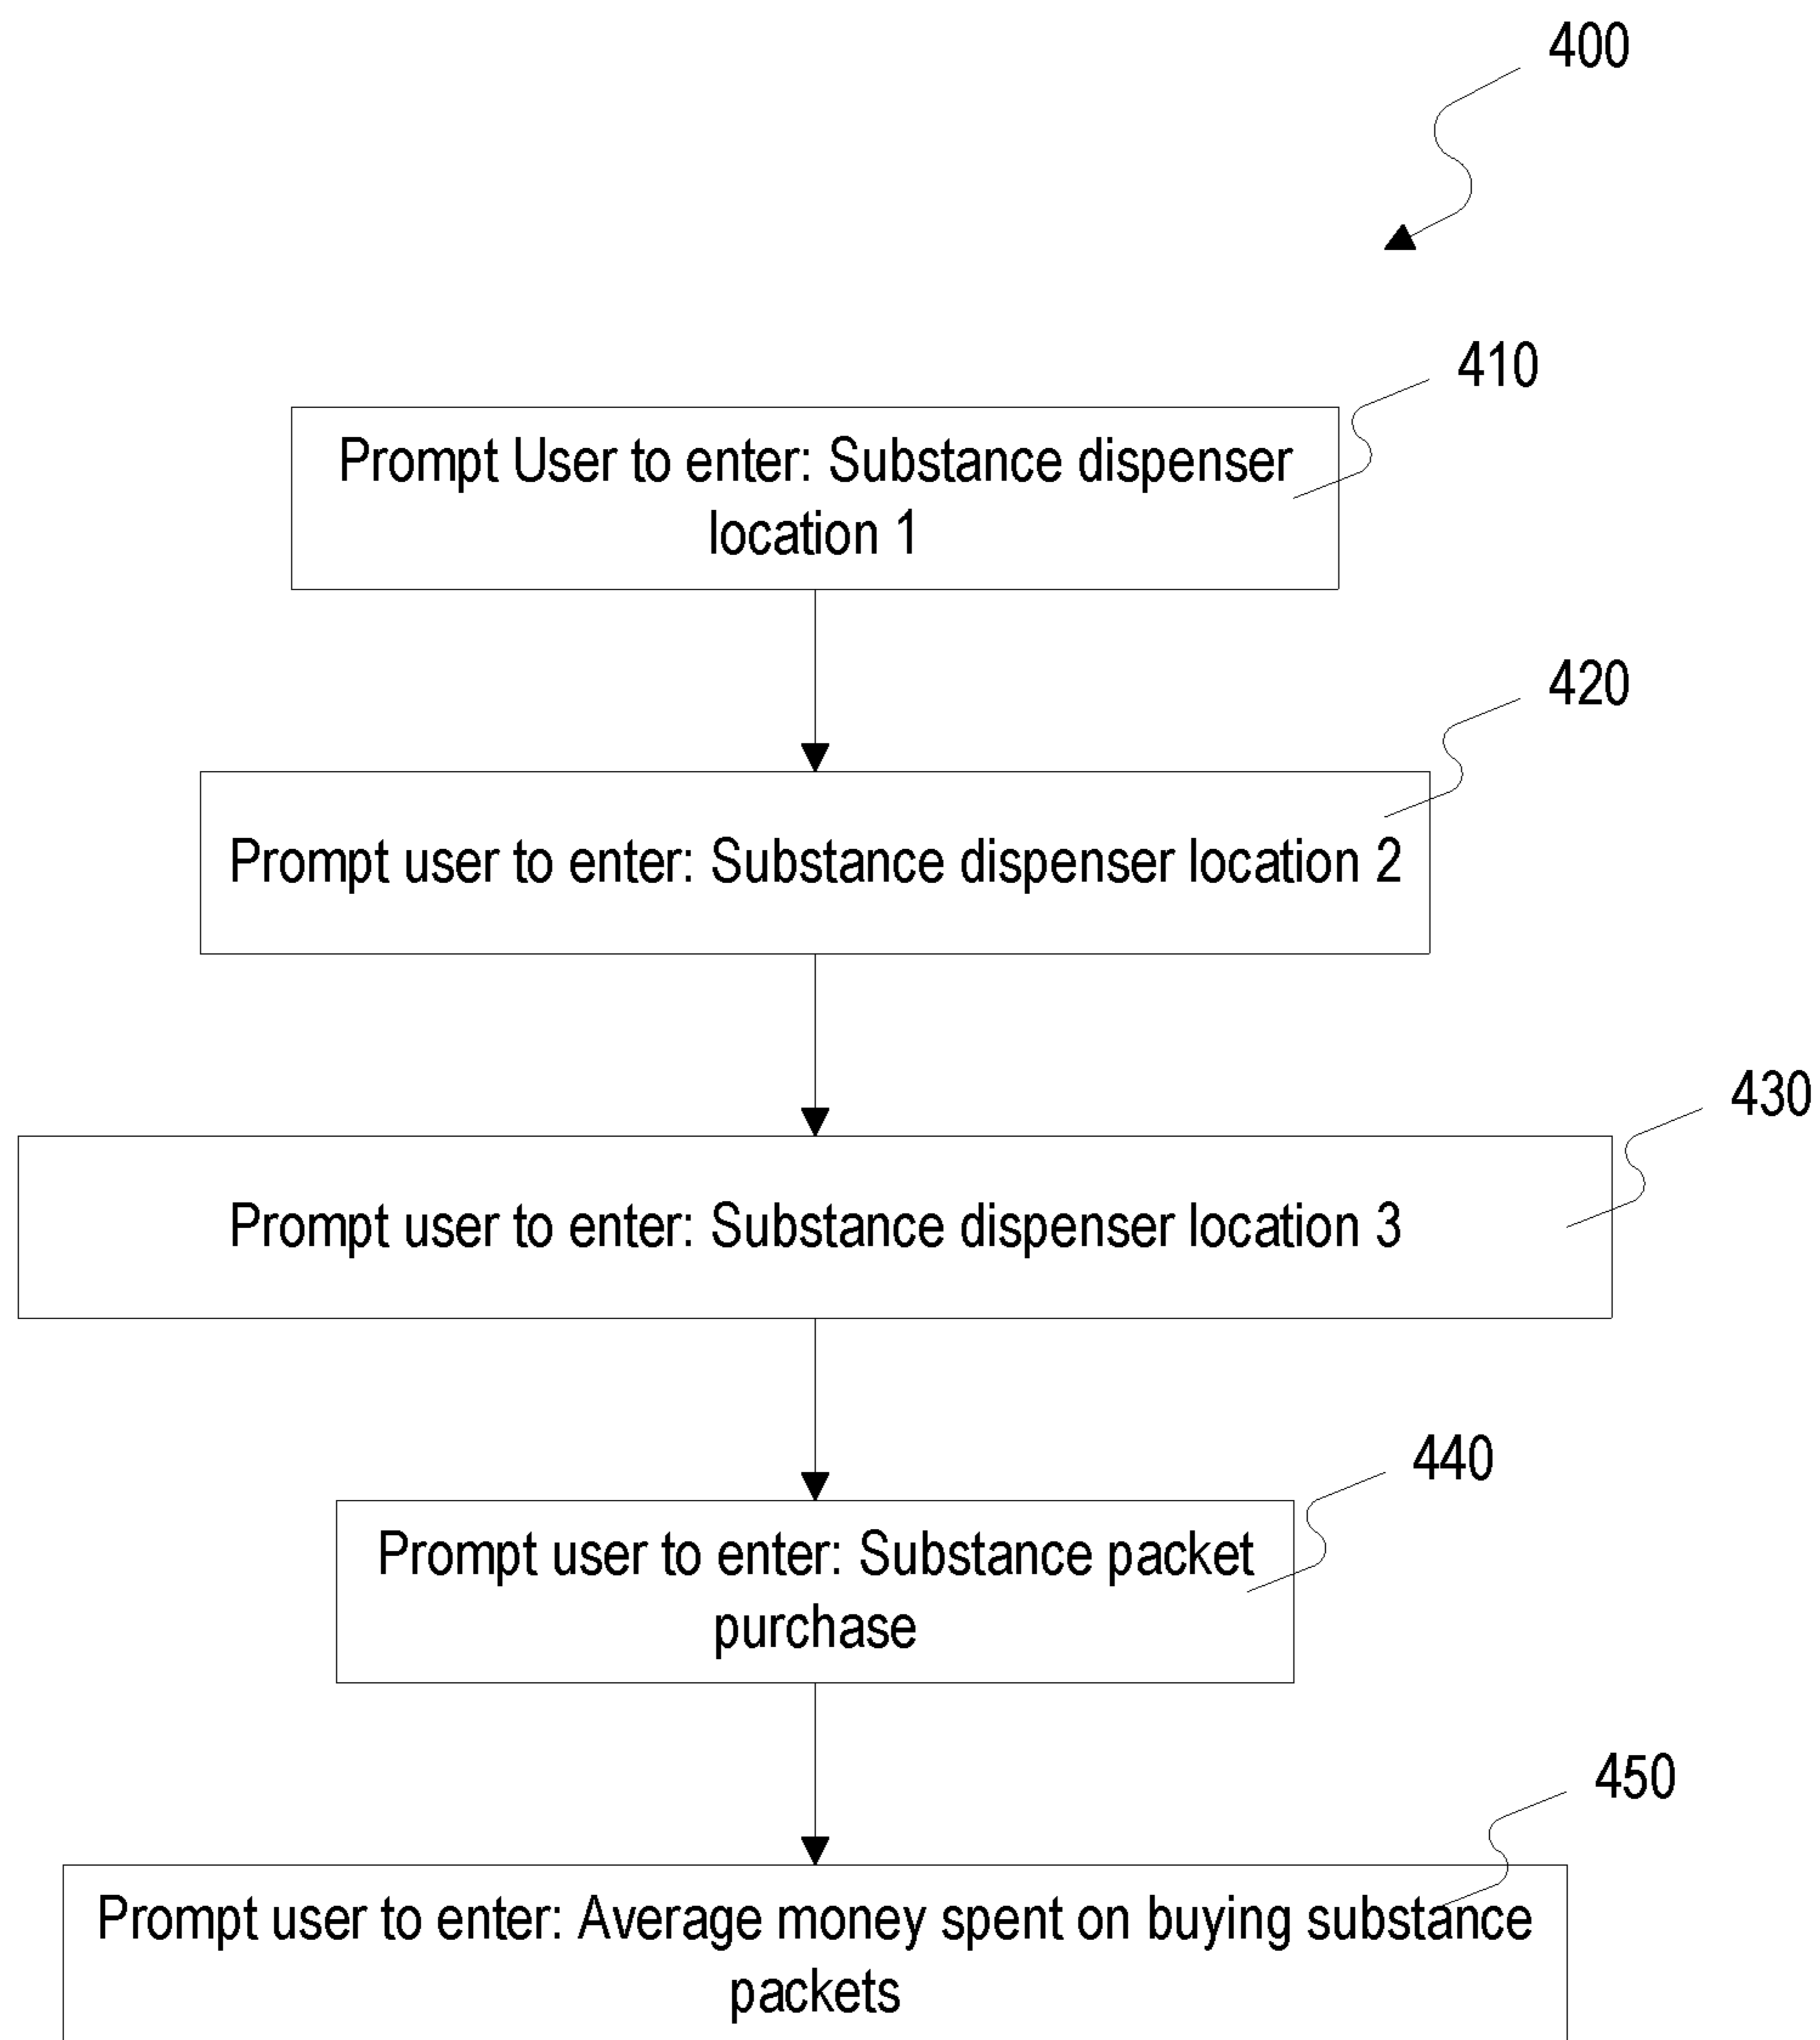 400
410
Prompt User to enter: Substance dispenser
location 1
420
Prompt user to enter: Substance dispenser location 2
430
Prompt user to enter: Substance dispenser location 3
440
Prompt user to enter: Substance packet
purchase
450
Prompt user to enter: Average money spent on buying substance
packets